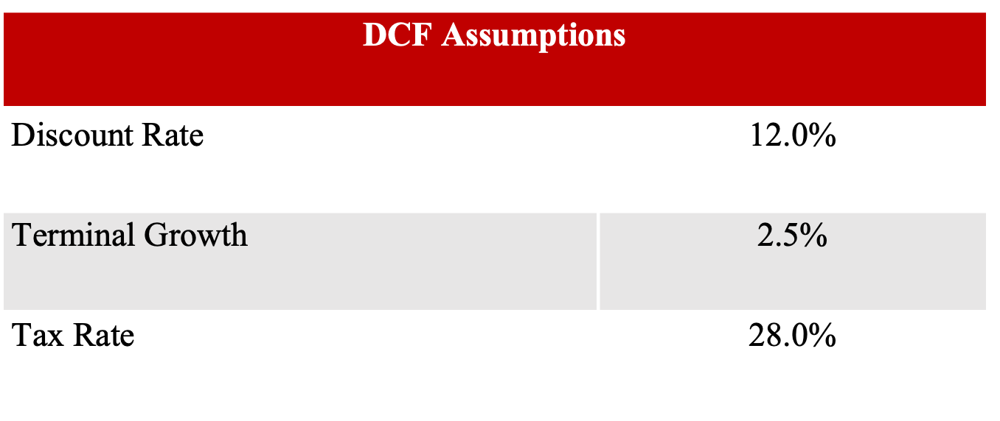 DCF Assumptions
Discount Rate 12.0%
Terminal Growth 2.5%
Tax Rate 28.0%